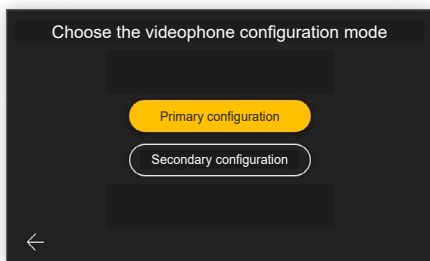 Choose the videophone configuration mode
Primary configuration
Secondary configuration